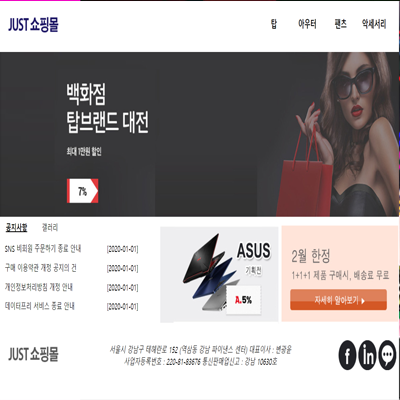 JUST 쇼핑몰
탑 아우터 팬츠 악세서리
백화점
탑브랜드 대전
최대 1만원 할인
7%
공지사항 갤러리
SNS 비회원 주문하기 종료 안내 [2020-01-01]
구매 이용약관 개정 공지의 건 [2020-01-01]
개인정보처리방침 개정 안내 [2020-01-01]
데이타프리 서비스 종료 안내 [2020-01-01]
ASUS
기획전
A.5%
2월 한정
1+1+1 제품 구매시, 배송료 무료
자세히 알아보기
JUST 쇼핑몰
서울시 강남구 테헤란로 152 (역삼동 강남 파이낸스 센터) 대표이사 : 변광윤
사업자등록번호 : 220-81-83676 통신판매업신고 : 강남 10630호